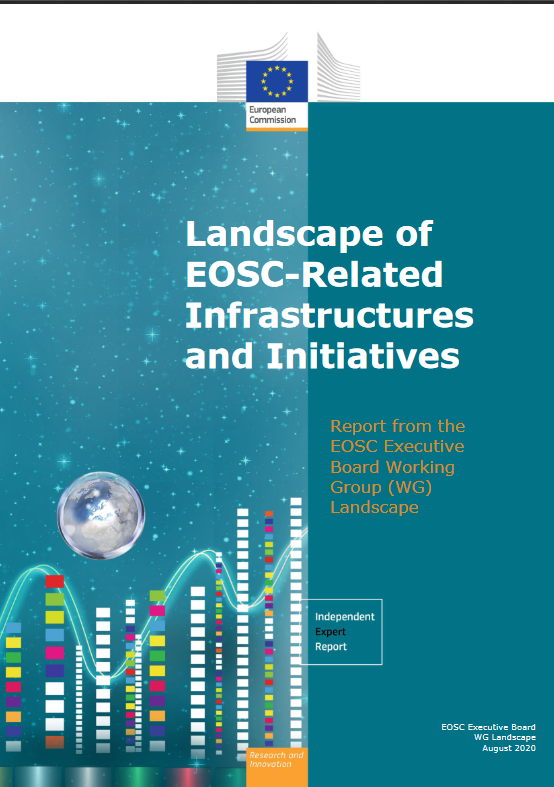 European
Commission
Landscape of
EOSC-Related
Infrastructures
and Initiatives
Report from the
EOSC Executive
Board Working
Group (WG)
Landscape
Independent
Expert
Report
EOSC Executive Board
WG Landscape
August 2020
Research and
Innovation